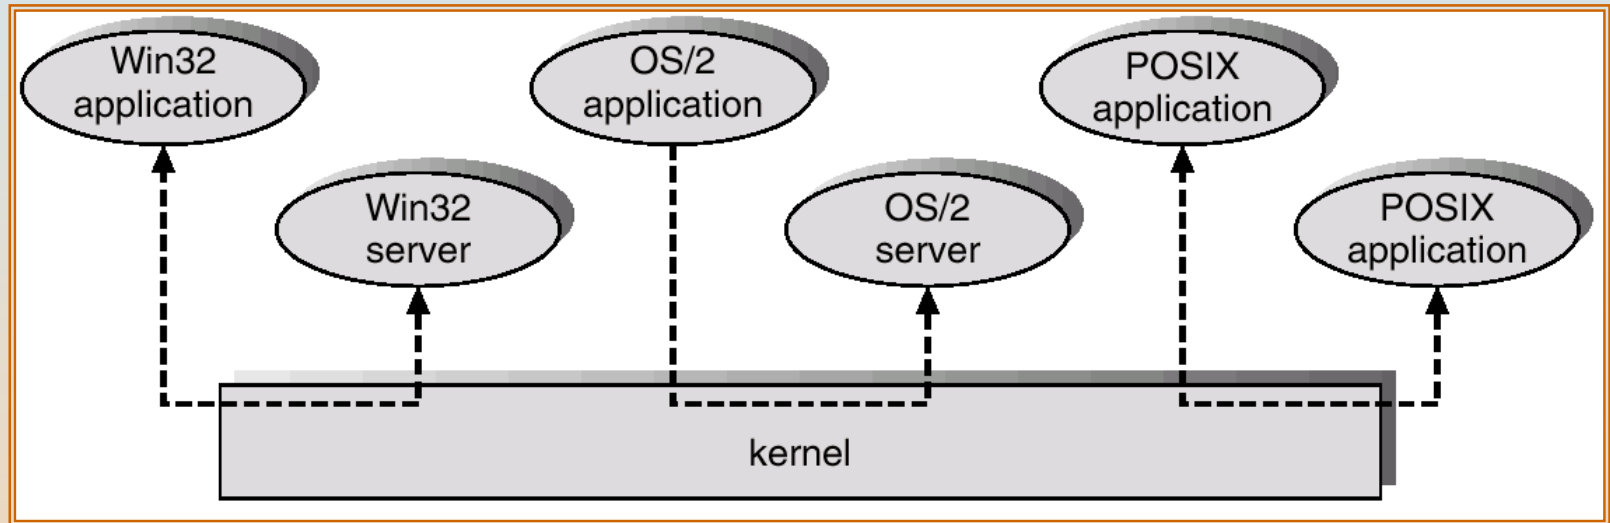 Win32
application
OS/2
application
POSIX
application
Win32
server
OS/2
server
POSIX
application
kernel